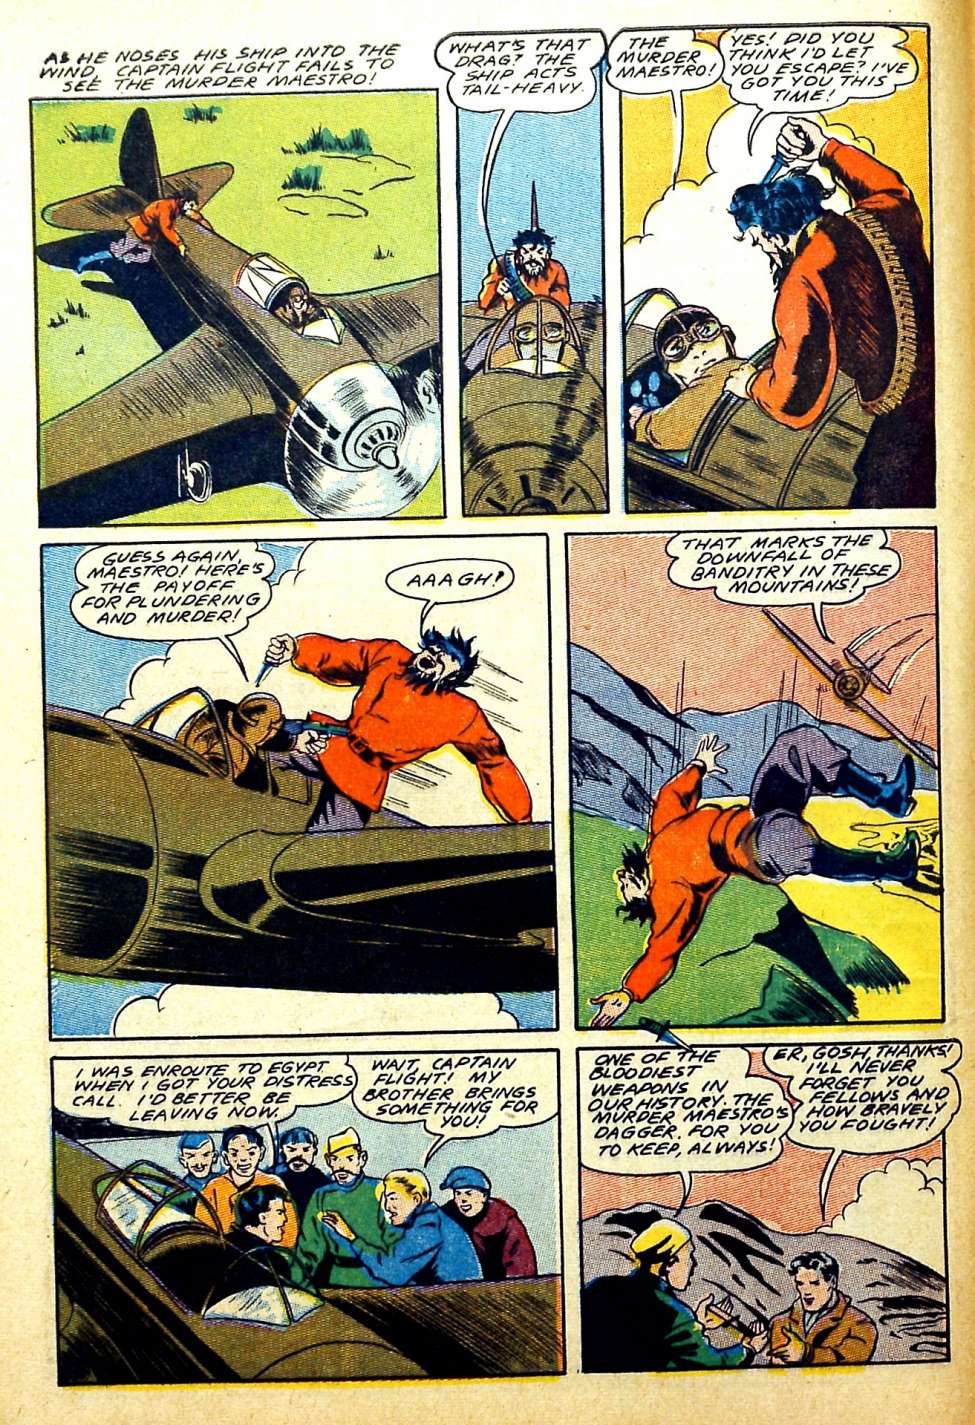 AS HE NOSES HIS SHIP INTO THE
WIND, CAPTAIN FLIGHT FAILS TO
SEE THE MURDER MAESTRO!
WHAT'S THAT
DRAG? THE
SHIP ACTS
TAIL-HEAVY.
THE
MURDER
MAESTRO!
YES! DID YOU
THINK I'D LET
YOU ESCAPE? I'VE
GOT YOU THIS
TIME!
GUESS AGAIN,
MAESTRO! HERE'S
THE PAYOFF
FOR PLUNDERING
AND MURDER!
AAAGH!
THAT MARKS THE
DOWNFALL OF
BANDITRY IN THESE
MOUNTAINS!
I WAS ENROUTE TO EGYPT
WHEN I GOT YOUR DISTRESS
CALL. I'D BETTER BE
LEAVING NOW.
WAIT, CAPTAIN
FLIGHT! MY
BROTHER BRINGS
SOMETHING FOR
YOU!
ONE OF THE
BLOODIEST
WEAPONS IN
OUR HISTORY. THE
MURDER MAESTRO'S
DAGGER. FOR YOU
TO KEEP, ALWAYS!
ER, GOSH, THANKS!
I'LL NEVER
FORGET YOU
FELLOWS AND
HOW BRAVELY
YOU FOUGHT!